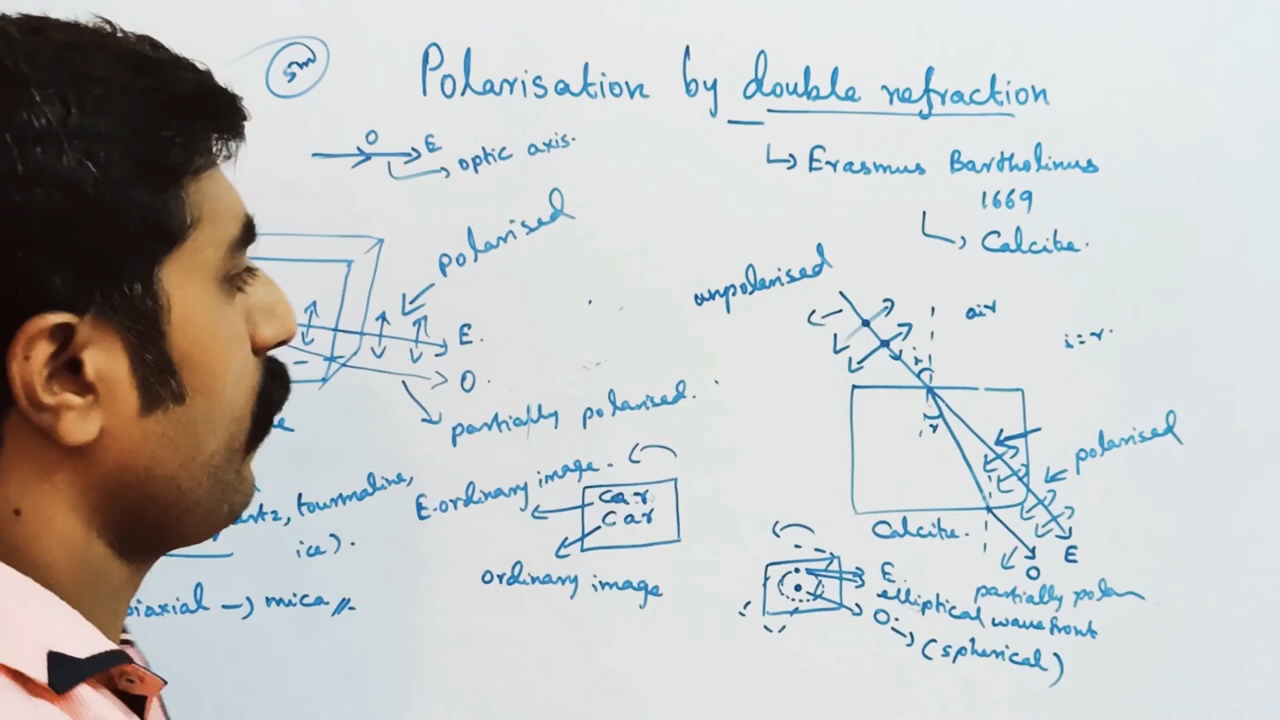 5m
Polarisation by double refraction
O E
optic axis.
Erasmus Bartholinus
1669
Calcite.
polarised
E.
O.
partially polarised.
tourmaline,
ice).
biaxial → mica
E-ordinary image.
car
car
ordinary image
unpolarised
air
i=r.
i
r
polarised
Calcite.
E
O
partially polar
E
elliptical wavefront
O.
(spherical)